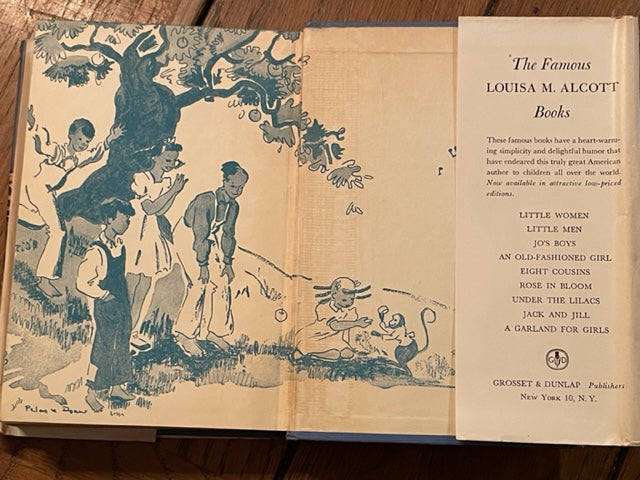 The Famous
LOUISA M. ALCOTT
Books
These famous books have a heart-warm-
ing simplicity and delightful humor that
have endeared this truly great American
author to children all over the world.
Now available in attractive low-priced
editions.
LITTLE WOMEN
LITTLE MEN
JO'S BOYS
AN OLD-FASHIONED GIRL
EIGHT COUSINS
ROSE IN BLOOM
UNDER THE LILACS
JACK AND JILL
A GARLAND FOR GIRLS
G&D
GROSSET & DUNLAP Publishers
NEW YORK 10, N. Y.